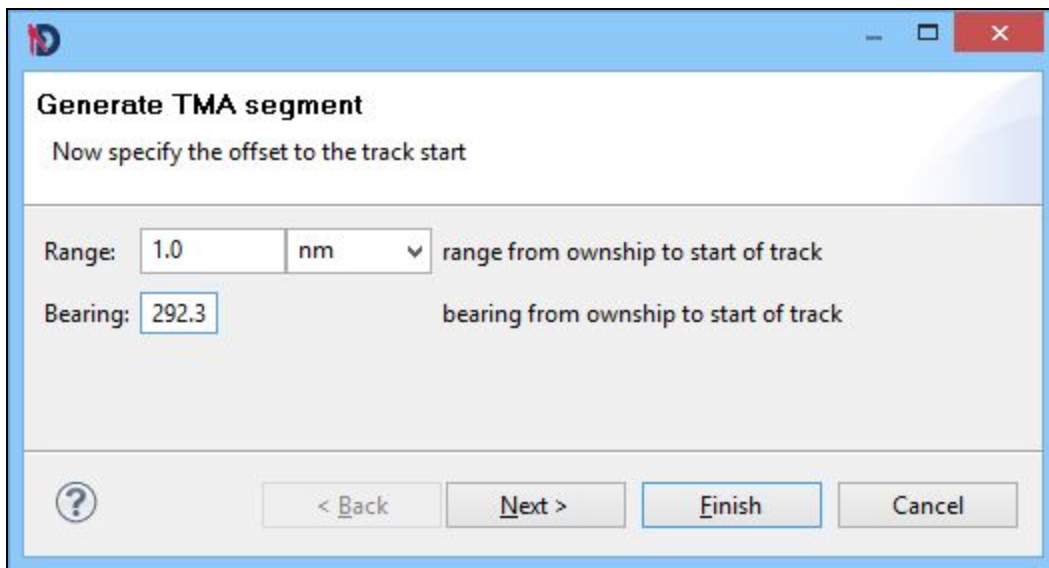 Generate TMA segment
Now specify the offset to the track start
Range: 1.0 nm range from ownship to start of track
Bearing: 292.3 bearing from ownship to start of track
? < Back Next > Finish Cancel